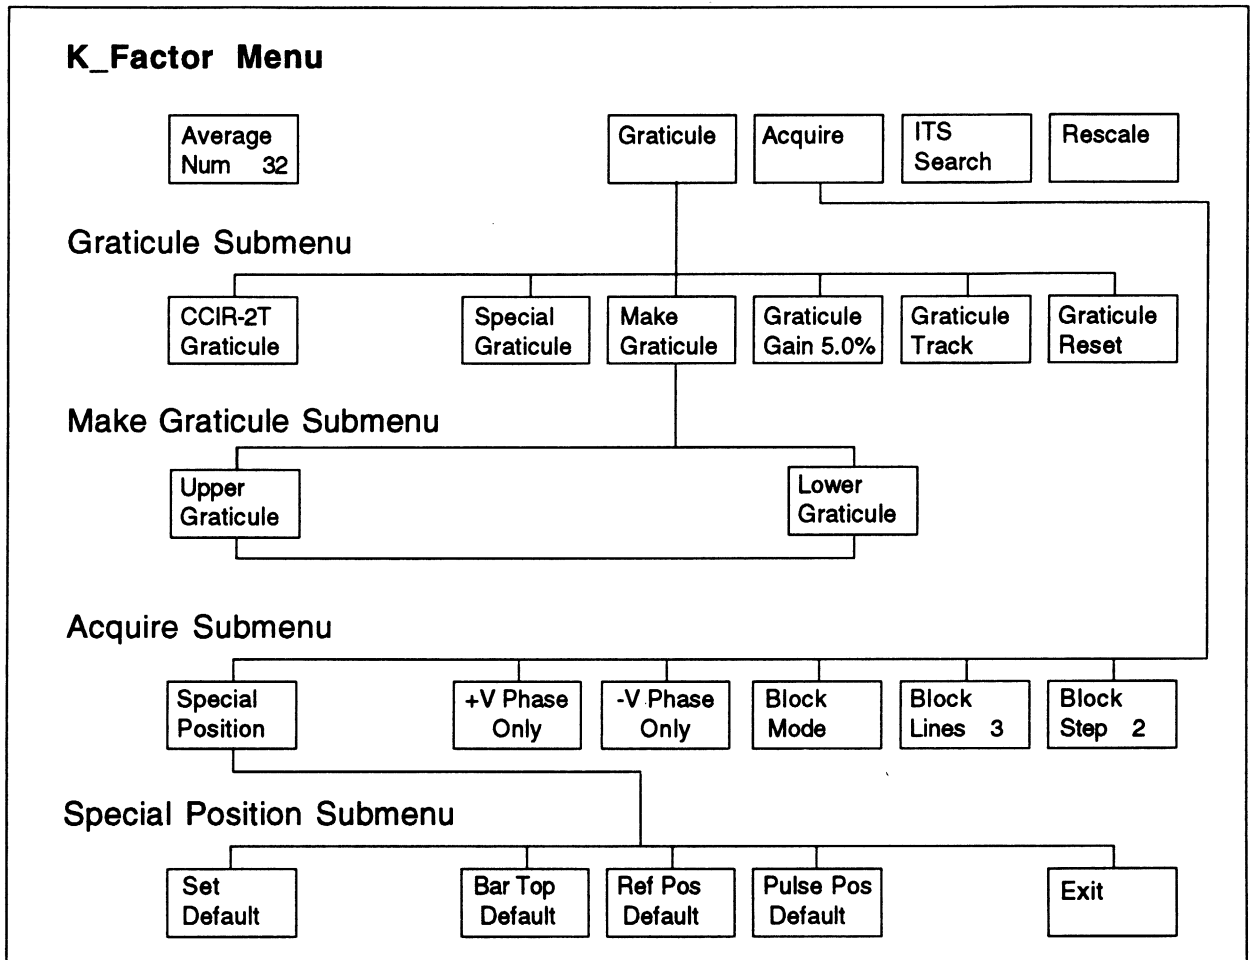 K_Factor Menu
Average
Num 32
Graticule
Acquire
ITS
Search
Rescale
Graticule Submenu
CCIR-2T
Graticule
Special
Graticule
Make
Graticule
Graticule
Gain 5.0%
Graticule
Track
Graticule
Reset
Make Graticule Submenu
Upper
Graticule
Lower
Graticule
Acquire Submenu
Special
Position
+V Phase
Only
-V Phase
Only
Block
Mode
Block
Lines 3
Block
Step 2
Special Position Submenu
Set
Default
Bar Top
Default
Ref Pos
Default
Pulse Pos
Default
Exit